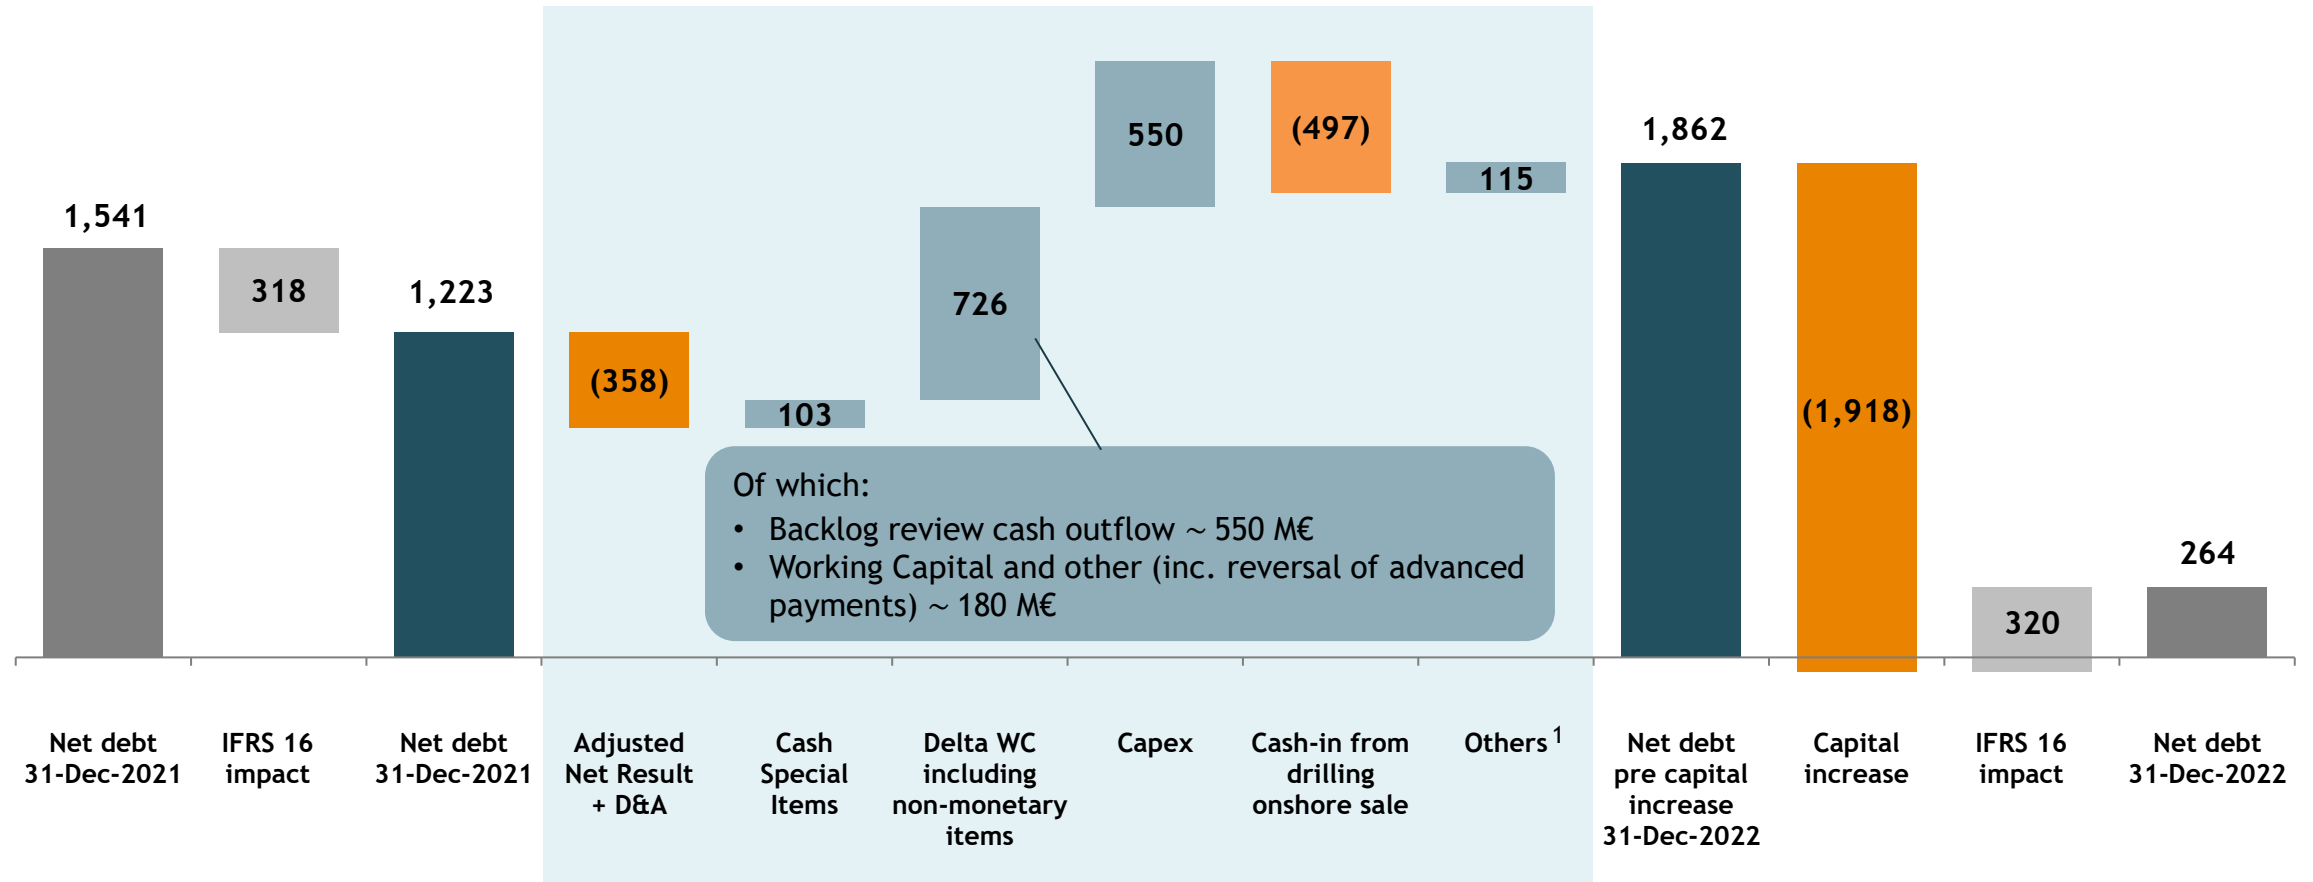 1,541
318
1,223
(358)
103
726
550
(497)
115
1,862
(1,918)
320
264
Of which:
• Backlog review cash outflow ~ 550 M€
• Working Capital and other (inc. reversal of advanced
payments) ~ 180 M€
Net debt
31-Dec-2021
IFRS 16
impact
Net debt
31-Dec-2021
Adjusted
Net Result
+ D&A
Cash
Special
Items
Delta WC
including
non-monetary
items
Capex
Cash-in from
drilling
onshore sale
Others 1
Net debt
pre capital
increase
31-Dec-2022
Capital
increase
IFRS 16
impact
Net debt
31-Dec-2022